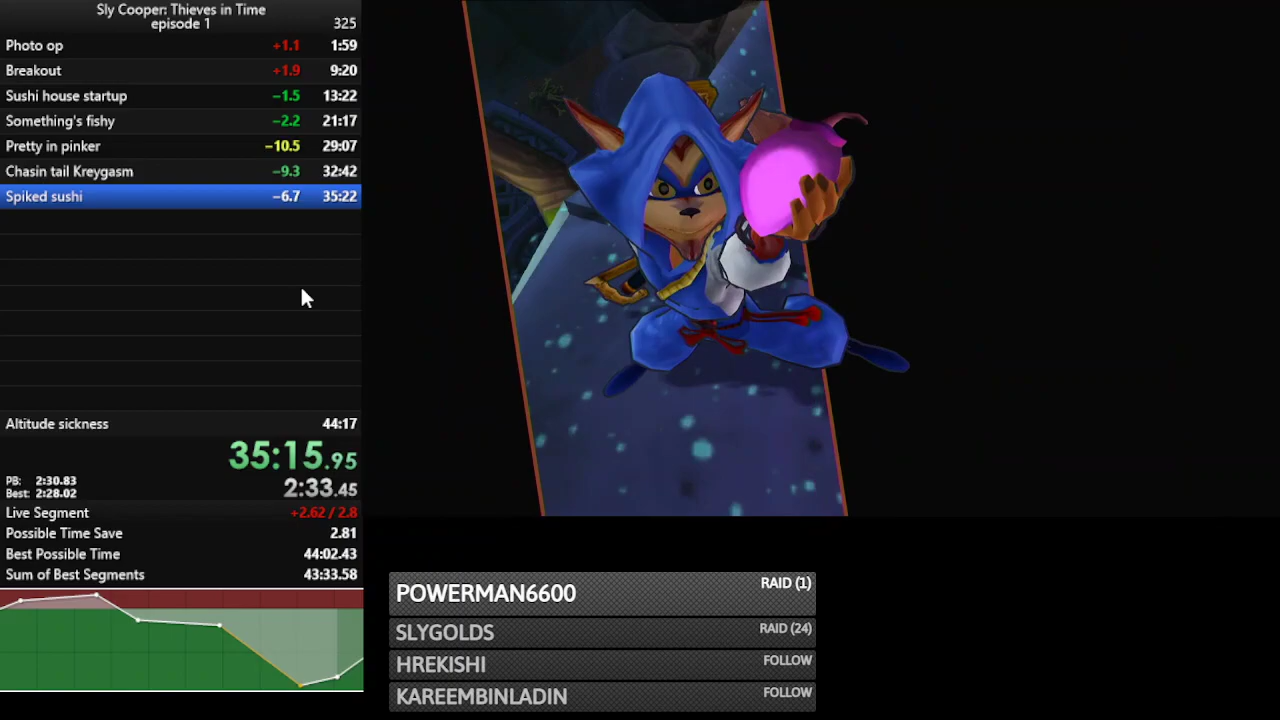 Sly Cooper: Thieves in Time
episode 1 325
Photo op +1.1 1:59
Breakout +1.9 9:20
Sushi house startup −1.5 13:22
Something's fishy −2.2 21:17
Pretty in pinker −10.5 29:07
Chasin tail Kreygasm −9.3 32:42
Spiked sushi −6.7 35:22
Altitude sickness 44:17
35:15.95
PB: 2:30.83
Best: 2:28.02
2:33.45
Live Segment +2.62 / 2.8
Possible Time Save 2.81
Best Possible Time 44:02.43
Sum of Best Segments 43:33.58
POWERMAN6600 RAID (1)
SLYGOLDS RAID (24)
HREKISHI FOLLOW
KAREEMBINLADIN FOLLOW